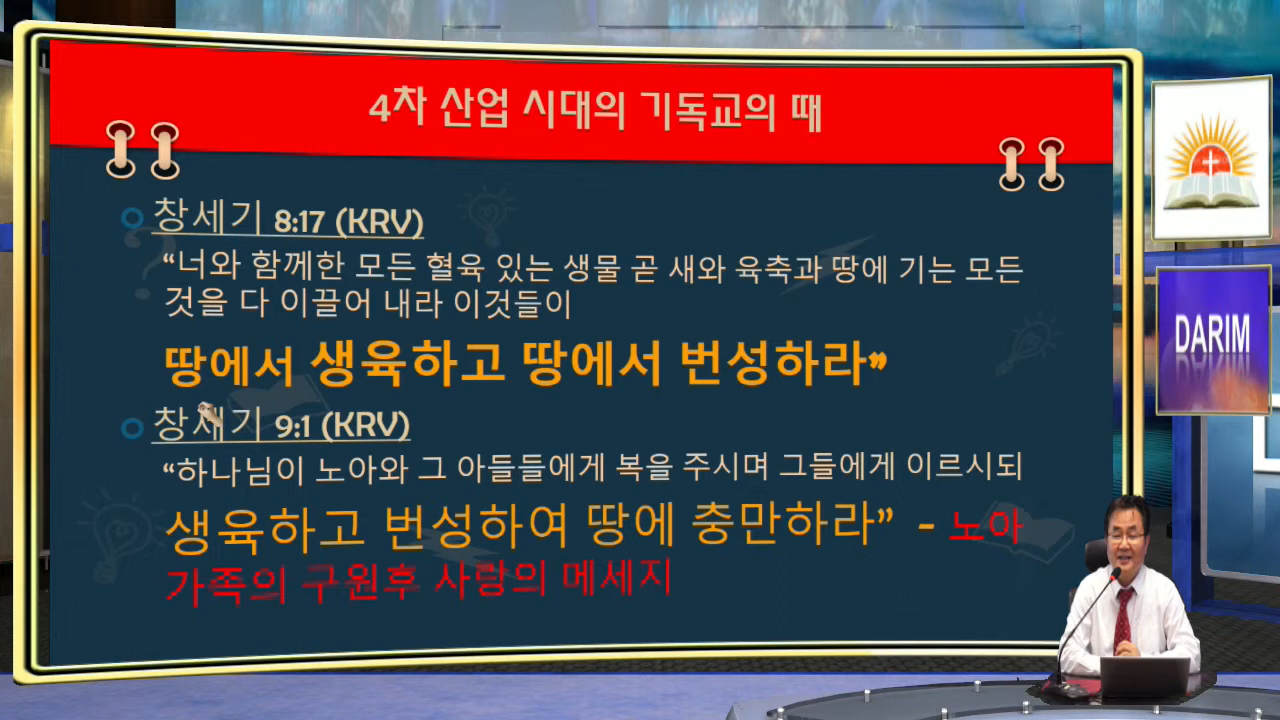 4차 산업 시대의 기독교의 때
창세기 8:17 (KRV)
“너와 함께한 모든 혈육 있는 생물 곧 새와 육축과 땅에 기는 모든
것을 다 이끌어 내라 이것들이
땅에서 생육하고 땅에서 번성하라”
창세기 9:1 (KRV)
“하나님이 노아와 그 아들들에게 복을 주시며 그들에게 이르시되
생육하고 번성하여 땅에 충만하라” - 노아
가족의 구원후 사랑의 메세지
DARIM